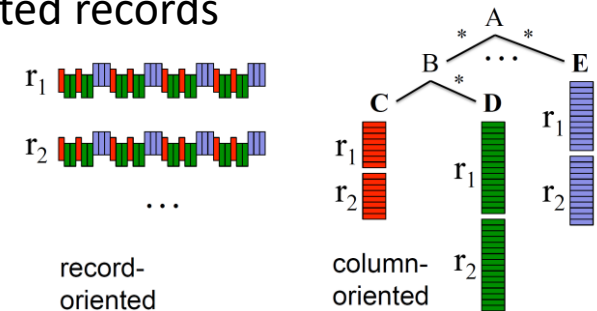 ted records
r1
r2
...
record-
oriented
A
* *
B ... E
*
C D
r1
r2
r1
r2
r1
r2
column-
oriented